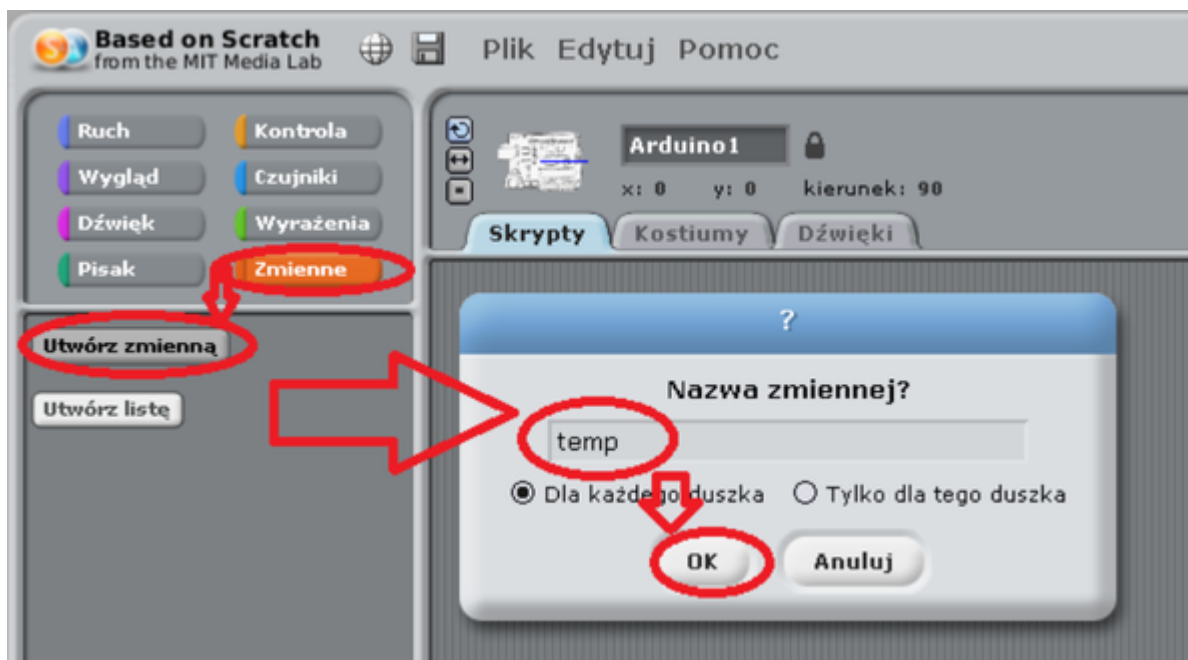 Based on Scratch
from the MIT Media Lab
Plik Edytuj Pomoc
Ruch Kontrola
Wygląd Czujniki
Dźwięk Wyrażenia
Pisak Zmienne
Arduino1
x: 0 y: 0 kierunek: 90
Skrypty Kostiumy Dźwięki
Utwórz zmienną
Utwórz listę
?
Nazwa zmiennej?
temp
Dla każdego duszka Tylko dla tego duszka
OK Anuluj